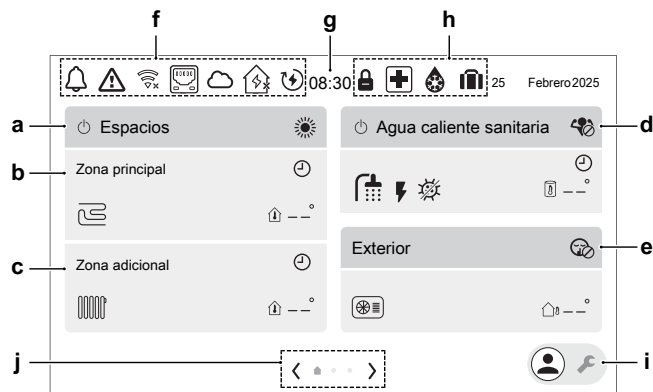 f
g
h
08:30
25
Febrero 2025
a
Espacios
Agua caliente sanitaria
d
b
Zona principal
--°
--°
c
Zona adicional
Exterior
e
--°
--°
j
i